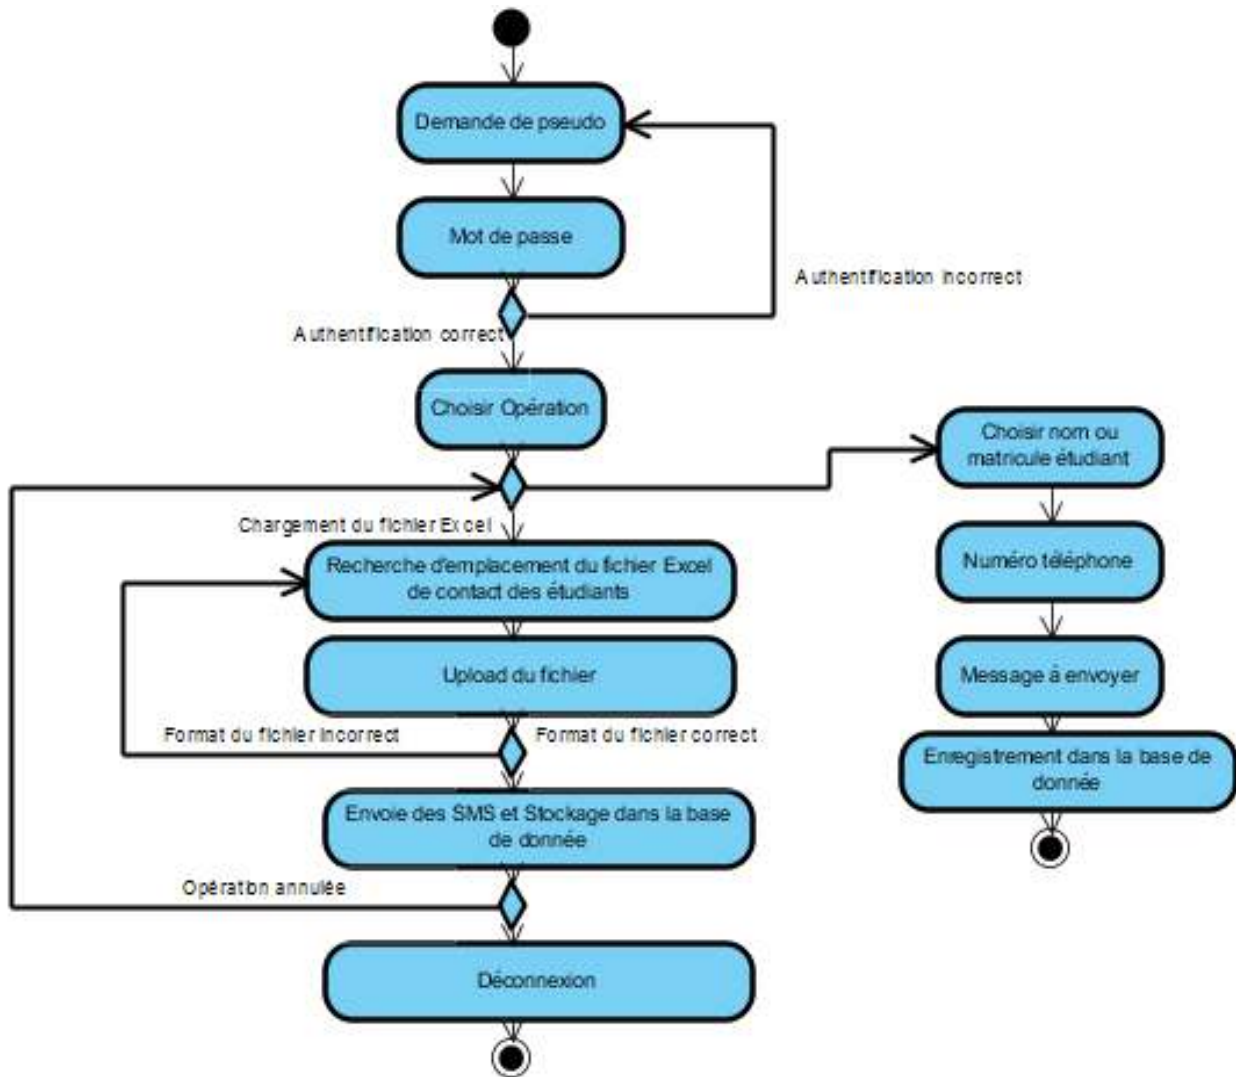 Demande de pseudo
Mot de passe
Authentification incorrect
Authentification correct
Choisir Opération
Choisir nom ou
matricule étudiant
Chargement du fichier Excel
Recherche d'emplacement du fichier Excel
de contact des étudiants
Numéro téléphone
Upload du fichier
Message à envoyer
Format du fichier incorrect
Format du fichier correct
Enregistrement dans la base de
donnée
Envoie des SMS et Stockage dans la base
de donnée
Opération annulée
Déconnexion